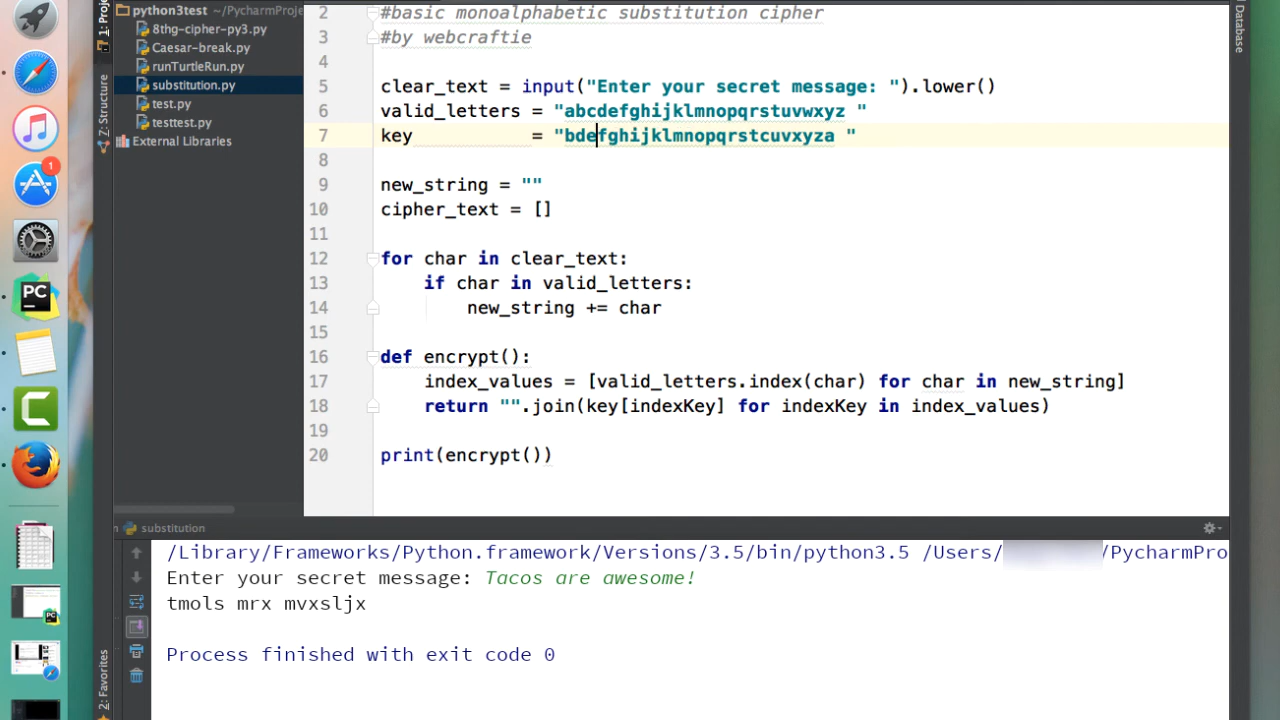 1: Proje
python3test ~/PycharmProje
8thg-cipher-py3.py
Caesar-break.py
runTurtleRun.py
substitution.py
test.py
testtest.py
External Libraries
Z: Structure
2: Favorites
Database
1
PC
2 #basic monoalphabetic substitution cipher
3 #by webcraftie
4
5 clear_text = input("Enter your secret message: ").lower()
6 valid_letters = "abcdefghijklmnopqrstuvwxyz "
7 key = "bdefghijklmnopqrstcuvxyza "
8
9 new_string = ""
10 cipher_text = []
11
12 for char in clear_text:
13 if char in valid_letters:
14 new_string += char
15
16 def encrypt():
17 index_values = [valid_letters.index(char) for char in new_string]
18 return "".join(key[indexKey] for indexKey in index_values)
19
20 print(encrypt())
n substitution
/Library/Frameworks/Python.framework/Versions/3.5/bin/python3.5 /Users/ /PycharmPro
Enter your secret message: Tacos are awesome!
tmols mrx mvxsljx
Process finished with exit code 0